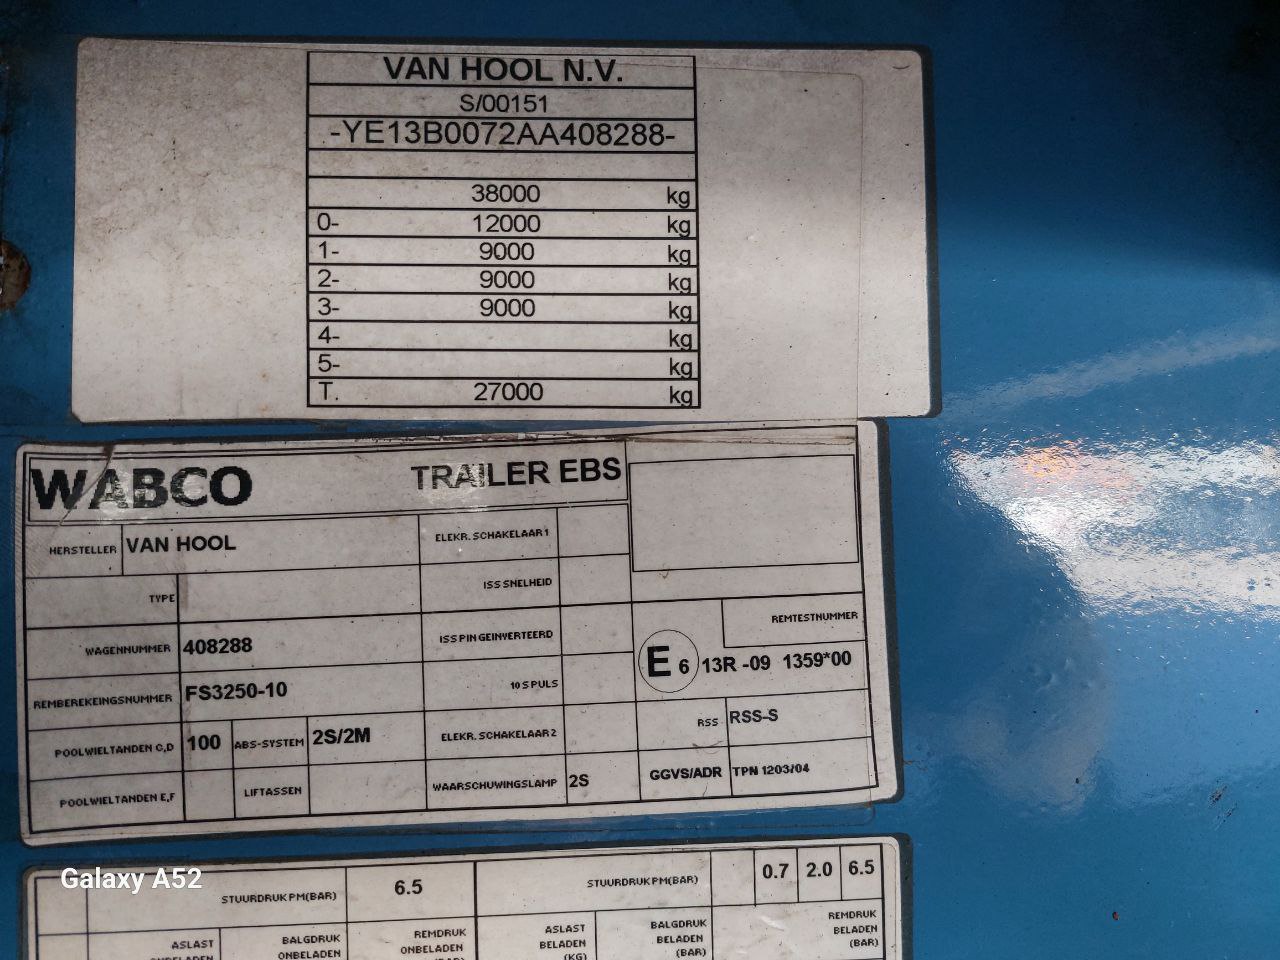 VAN HOOL N.V.
S/00151
-YE13B0072AA408288-
38000 kg
0- 12000 kg
1- 9000 kg
2- 9000 kg
3- 9000 kg
4- kg
5- kg
T. 27000 kg
WABCO TRAILER EBS
HERSTELLER VAN HOOL ELEKR. SCHAKELAAR 1
TYPE ISS SNELHEID
WAGENNUMMER 408288 ISS PIN GEINVERTEERD REMTESTNUMMER
E 6 13R -09 1359*00
REMBEREKEINGSNUMMER FS3250-10 10 S PULS
POOLWIELTANDEN C,D 100 ABS-SYSTEM 2S/2M ELEKR. SCHAKELAAR 2 RSS RSS-S
POOLWIELTANDEN E,F LIFTASSEN WAARSCHUWINGSLAMP 2S GGVS/ADR TPN 1203/04
Galaxy A52
STUURDRUK PM(BAR) 6.5 STUURDRUK PM(BAR) 0.7 2.0 6.5
ASLAST ONBELADEN BALGDRUK ONBELADEN REMDRUK ONBELADEN (BAR) ASLAST BELADEN (KG) BALGDRUK BELADEN (BAR) REMDRUK BELADEN (BAR)